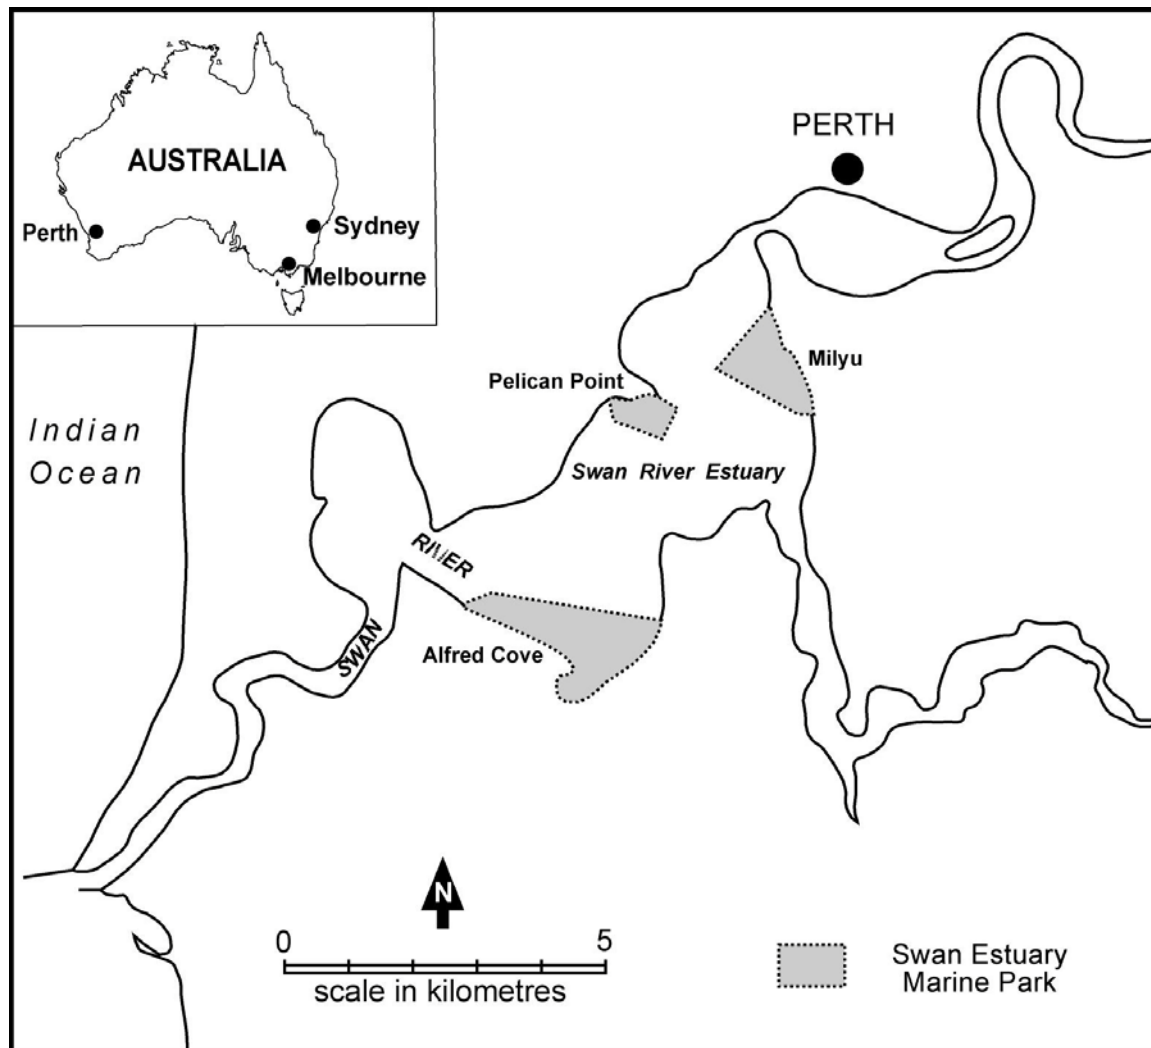 AUSTRALIA
Perth
Sydney
Melbourne
PERTH
Milyu
Pelican Point
Indian
Ocean
Swan River Estuary
RIVER
SWAN
Alfred Cove
N
0 5
scale in kilometres
Swan Estuary
Marine Park